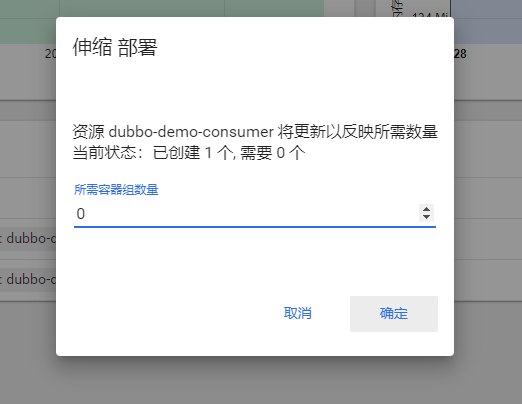 124 Mi
20
28
伸缩 部署
资源 dubbo-demo-consumer 将更新以反映所需数量
当前状态：已创建 1 个, 需要 0 个
所需容器组数量
0
: dubbo-d
: dubbo-d
取消
确定